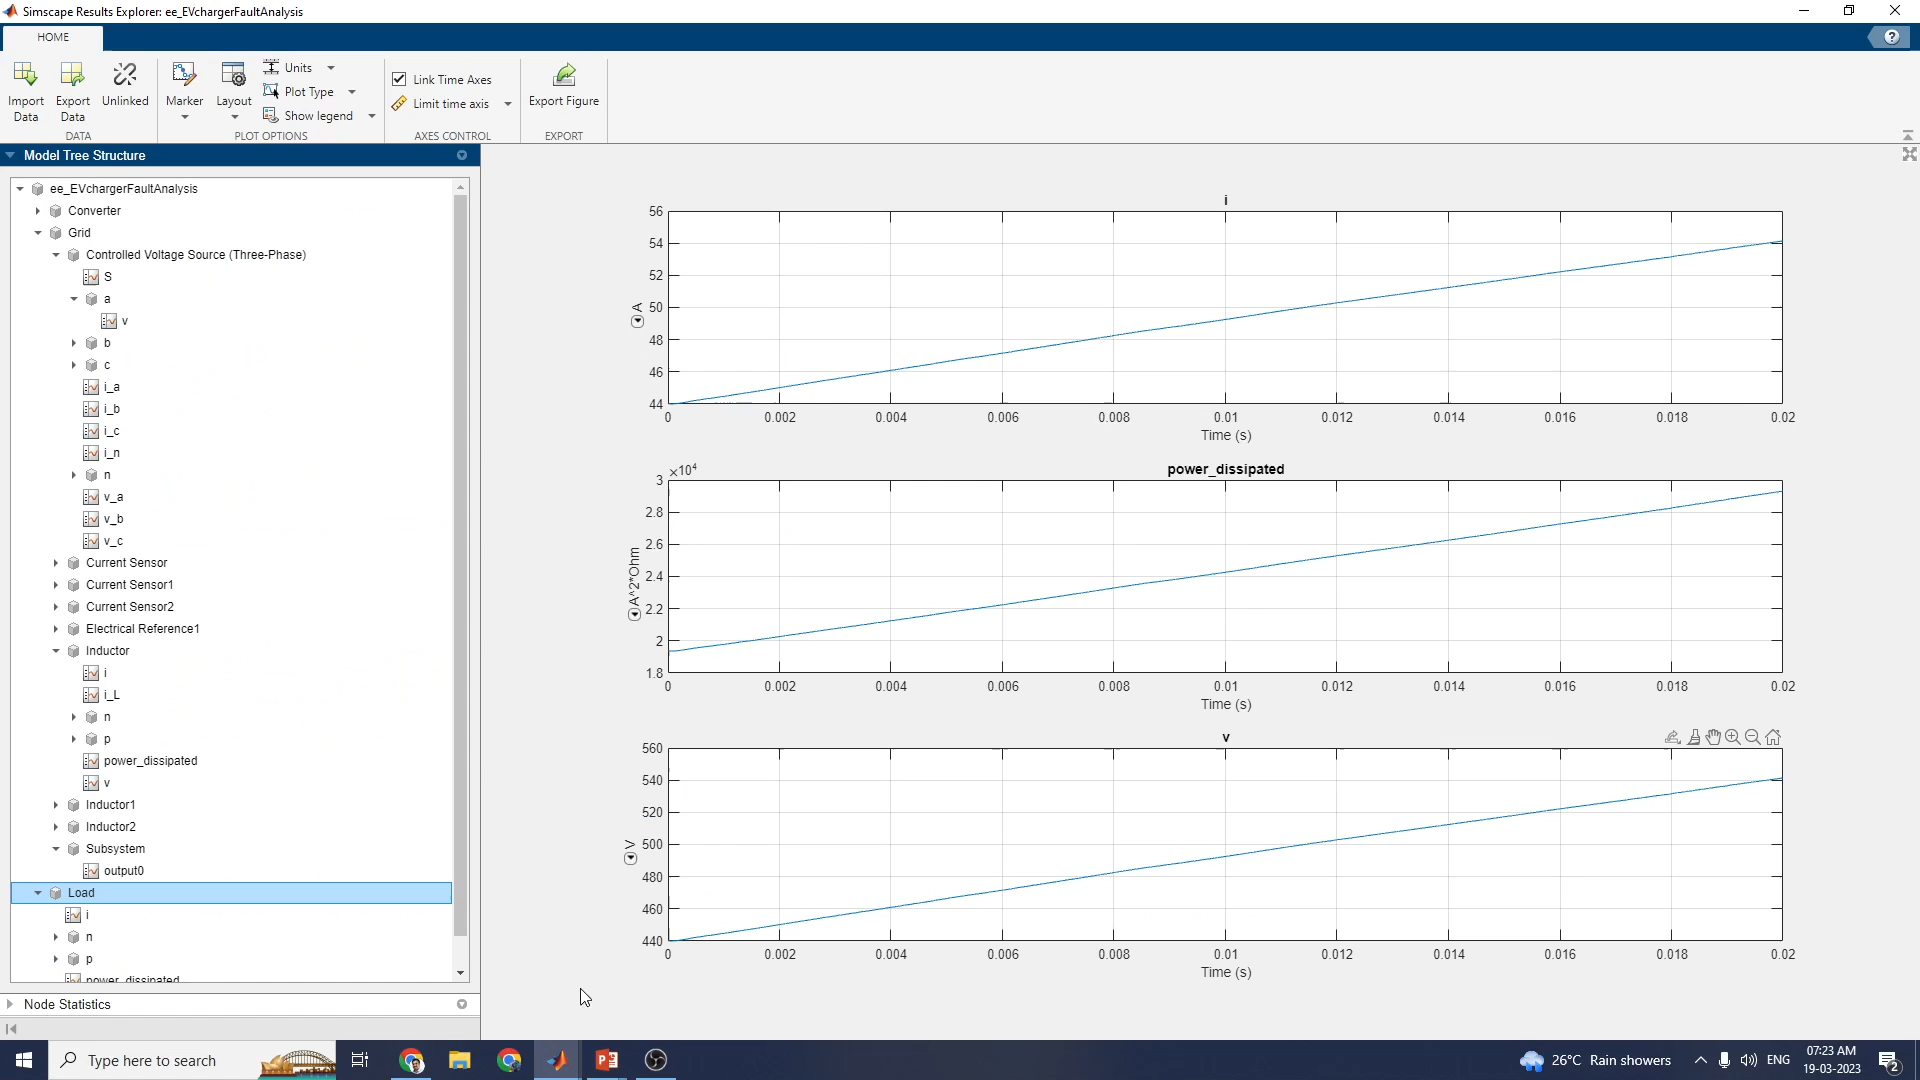 Simscape Results Explorer: ee_EVchargerFaultAnalysis
HOME
Import Data
Export Data
Unlinked
DATA
Marker
Layout
Units
Plot Type
Show legend
PLOT OPTIONS
Link Time Axes
Limit time axis
AXES CONTROL
Export Figure
EXPORT
?
Model Tree Structure
ee_EVchargerFaultAnalysis
Converter
Grid
Controlled Voltage Source (Three-Phase)
S
a
v
b
c
i_a
i_b
i_c
i_n
n
v_a
v_b
v_c
Current Sensor
Current Sensor1
Current Sensor2
Electrical Reference1
Inductor
i
i_L
n
p
power_dissipated
v
Inductor1
Inductor2
Subsystem
output0
Load
i
n
p
power_dissipated
Node Statistics
i
56
54
52
50
48
46
44
A
0 0.002 0.004 0.006 0.008 0.01 0.012 0.014 0.016 0.018 0.02
Time (s)
power_dissipated
×10⁴
3
2.8
2.6
2.4
2.2
2
1.8
A^2*Ohm
0 0.002 0.004 0.006 0.008 0.01 0.012 0.014 0.016 0.018 0.02
Time (s)
v
560
540
520
500
480
460
440
V
0 0.002 0.004 0.006 0.008 0.01 0.012 0.014 0.016 0.018 0.02
Time (s)
Type here to search
26°C Rain showers
ENG
07:23 AM
19-03-2023
2